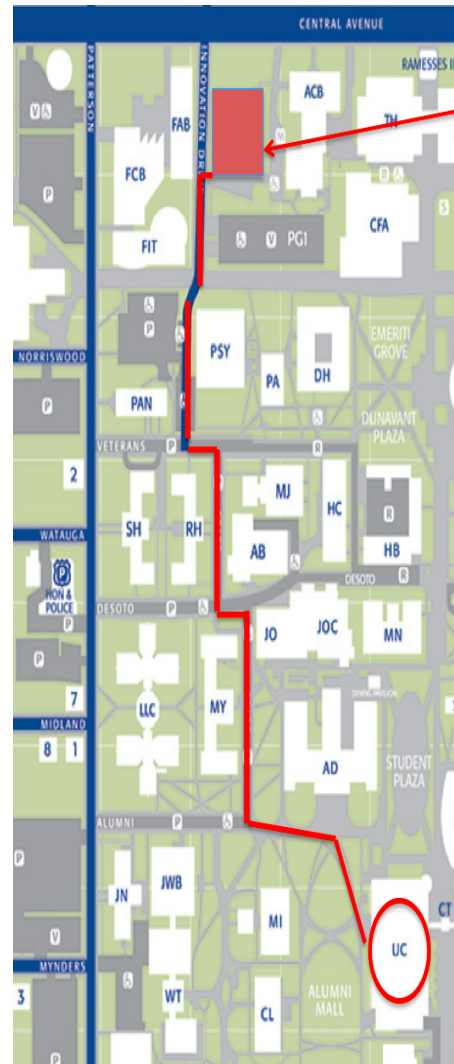 CENTRAL AVENUE
RAMESSES
PATTERSON
INNOVATION DR
FAB
ACB
TH
FCB
M
V
P
R
S
CFA
FIT
V PG1
P
EMERITI
GROVE
PSY
PA
DH
NORRISWOOD
P
PAN
DUNAVANT
PLAZA
VETERANS P
R
2
MJ
HC
SH
RH
R
WATAUGA
AB
HB
P
HON &
POLICE
P
DESOTO
R
DESOTO P
JO
JOC
MN
P
7
LLC
MY
DINING PAVILION
MIDLAND
8 1
AD
STUDENT
PLAZA
ALUMNI P
P
JN
JWB
MI
CT
V
UC
MYNDERS
3
WT
CL
ALUMNI
MALL
P
P